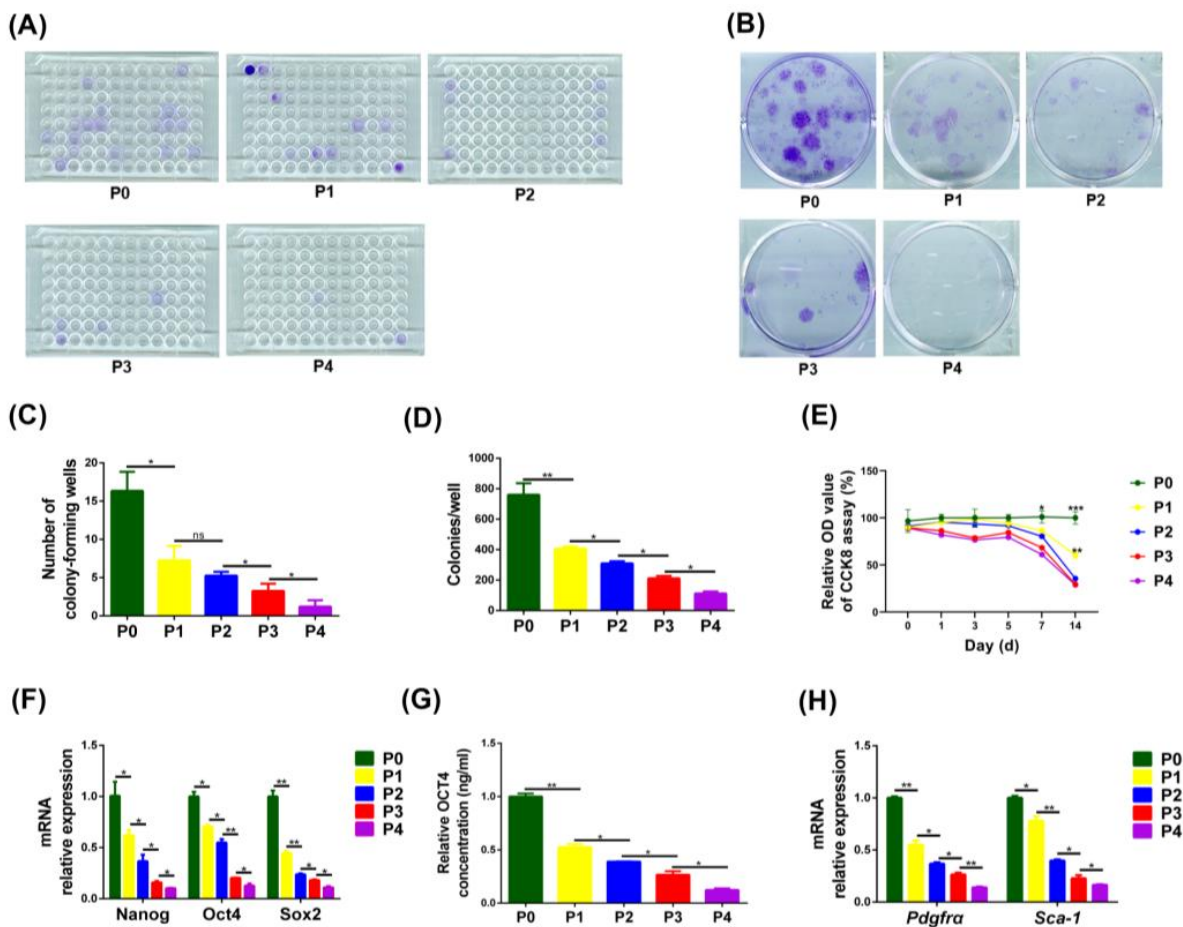 (A)
P0
P1
P2
P3
P4
(B)
P0
P1
P2
P3
P4
(C)
Number of
colony-forming wells
20
15
10
5
0
*
ns
*
*
P0 P1 P2 P3 P4
(D)
Colonies/well
1000
800
600
400
200
0
**
*
*
*
P0 P1 P2 P3 P4
(E)
Relative OD value
of CCK8 assay (%)
150
100
50
0
*
***
**
0 1 3 5 7 14
Day (d)
P0
P1
P2
P3
P4
(F)
mRNA
relative expression
1.5
1.0
0.5
0.0
* * * *
* * ** *
** ** * *
Nanog Oct4 Sox2
P0
P1
P2
P3
P4
(G)
Relative OCT4
concentration (ng/ml)
1.5
1.0
0.5
0.0
**
*
*
*
P0 P1 P2 P3 P4
(H)
mRNA
relative expression
1.5
1.0
0.5
0.0
** * * **
* ** * *
Pdgfrα Sca-1
P0
P1
P2
P3
P4